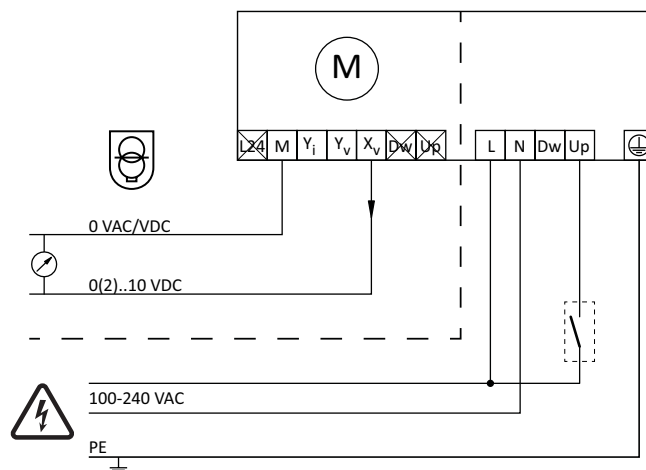 M
L24 M Yi Yv Xv Dw Up L N Dw Up
0 VAC/VDC
0(2)..10 VDC
100-240 VAC
PE